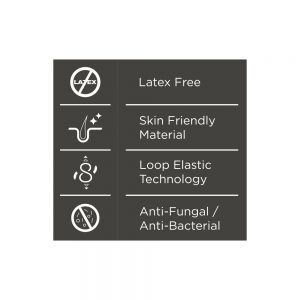 LATEX
Latex Free
Skin Friendly
Material
Loop Elastic
Technology
Anti-Fungal /
Anti-Bacterial